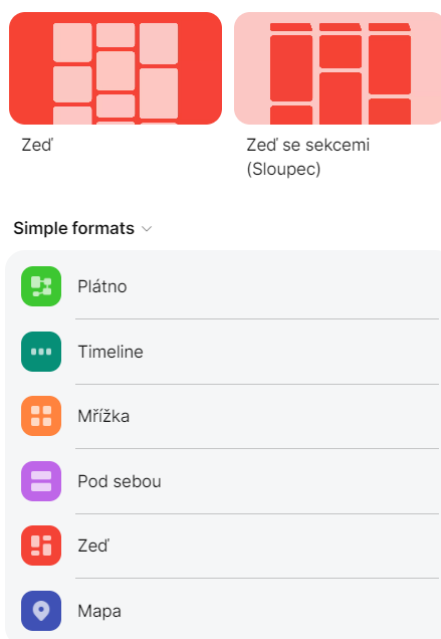 Zeď
Zeď se sekcemi
(Sloupec)
Simple formats
Plátno
Timeline
Mřížka
Pod sebou
Zeď
Mapa